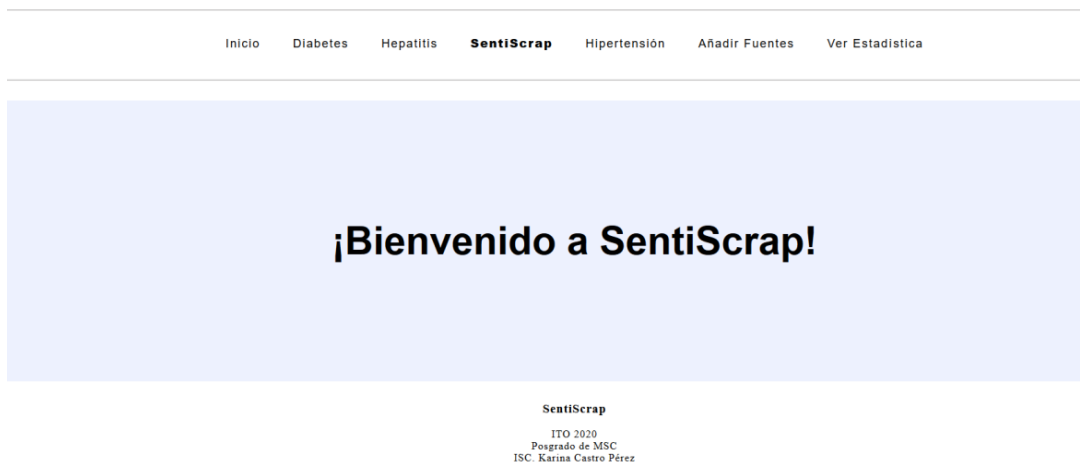 Inicio Diabetes Hepatitis SentiScrap Hipertensión Añadir Fuentes Ver Estadística
¡Bienvenido a SentiScrap!
SentiScrap
ITO 2020
Posgrado de MSC
ISC. Karina Castro Pérez